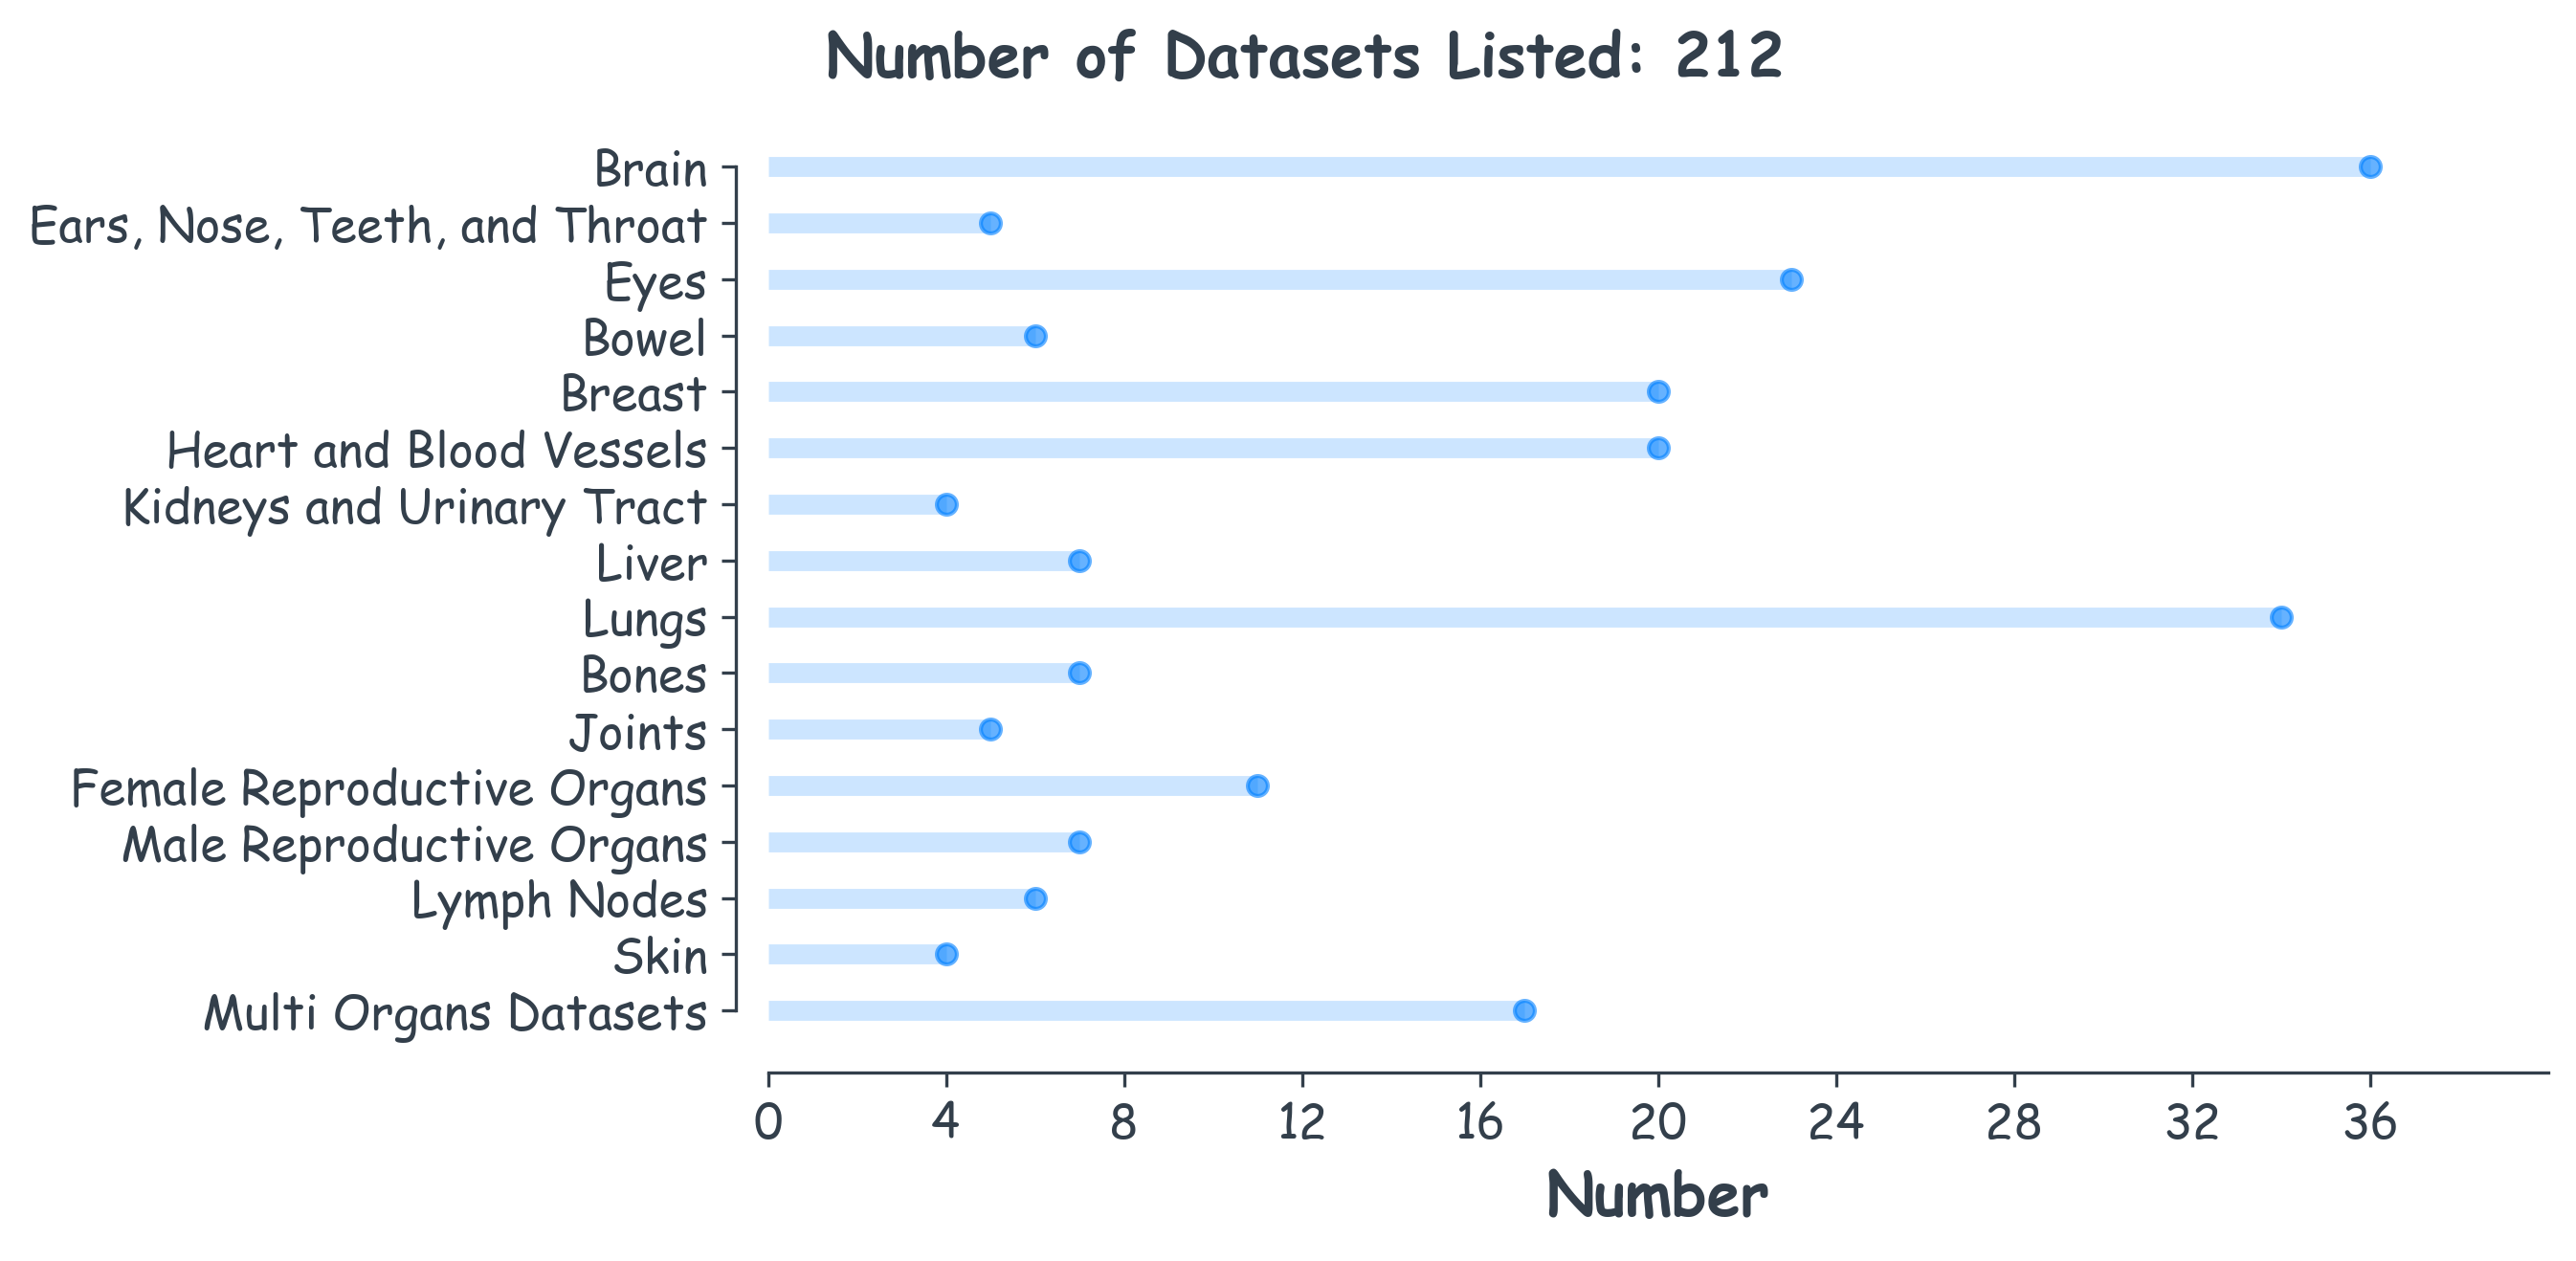 Number of Datasets Listed: 212
Brain
Ears, Nose, Teeth, and Throat
Eyes
Bowel
Breast
Heart and Blood Vessels
Kidneys and Urinary Tract
Liver
Lungs
Bones
Joints
Female Reproductive Organs
Male Reproductive Organs
Lymph Nodes
Skin
Multi Organs Datasets
0 4 8 12 16 20 24 28 32 36
Number